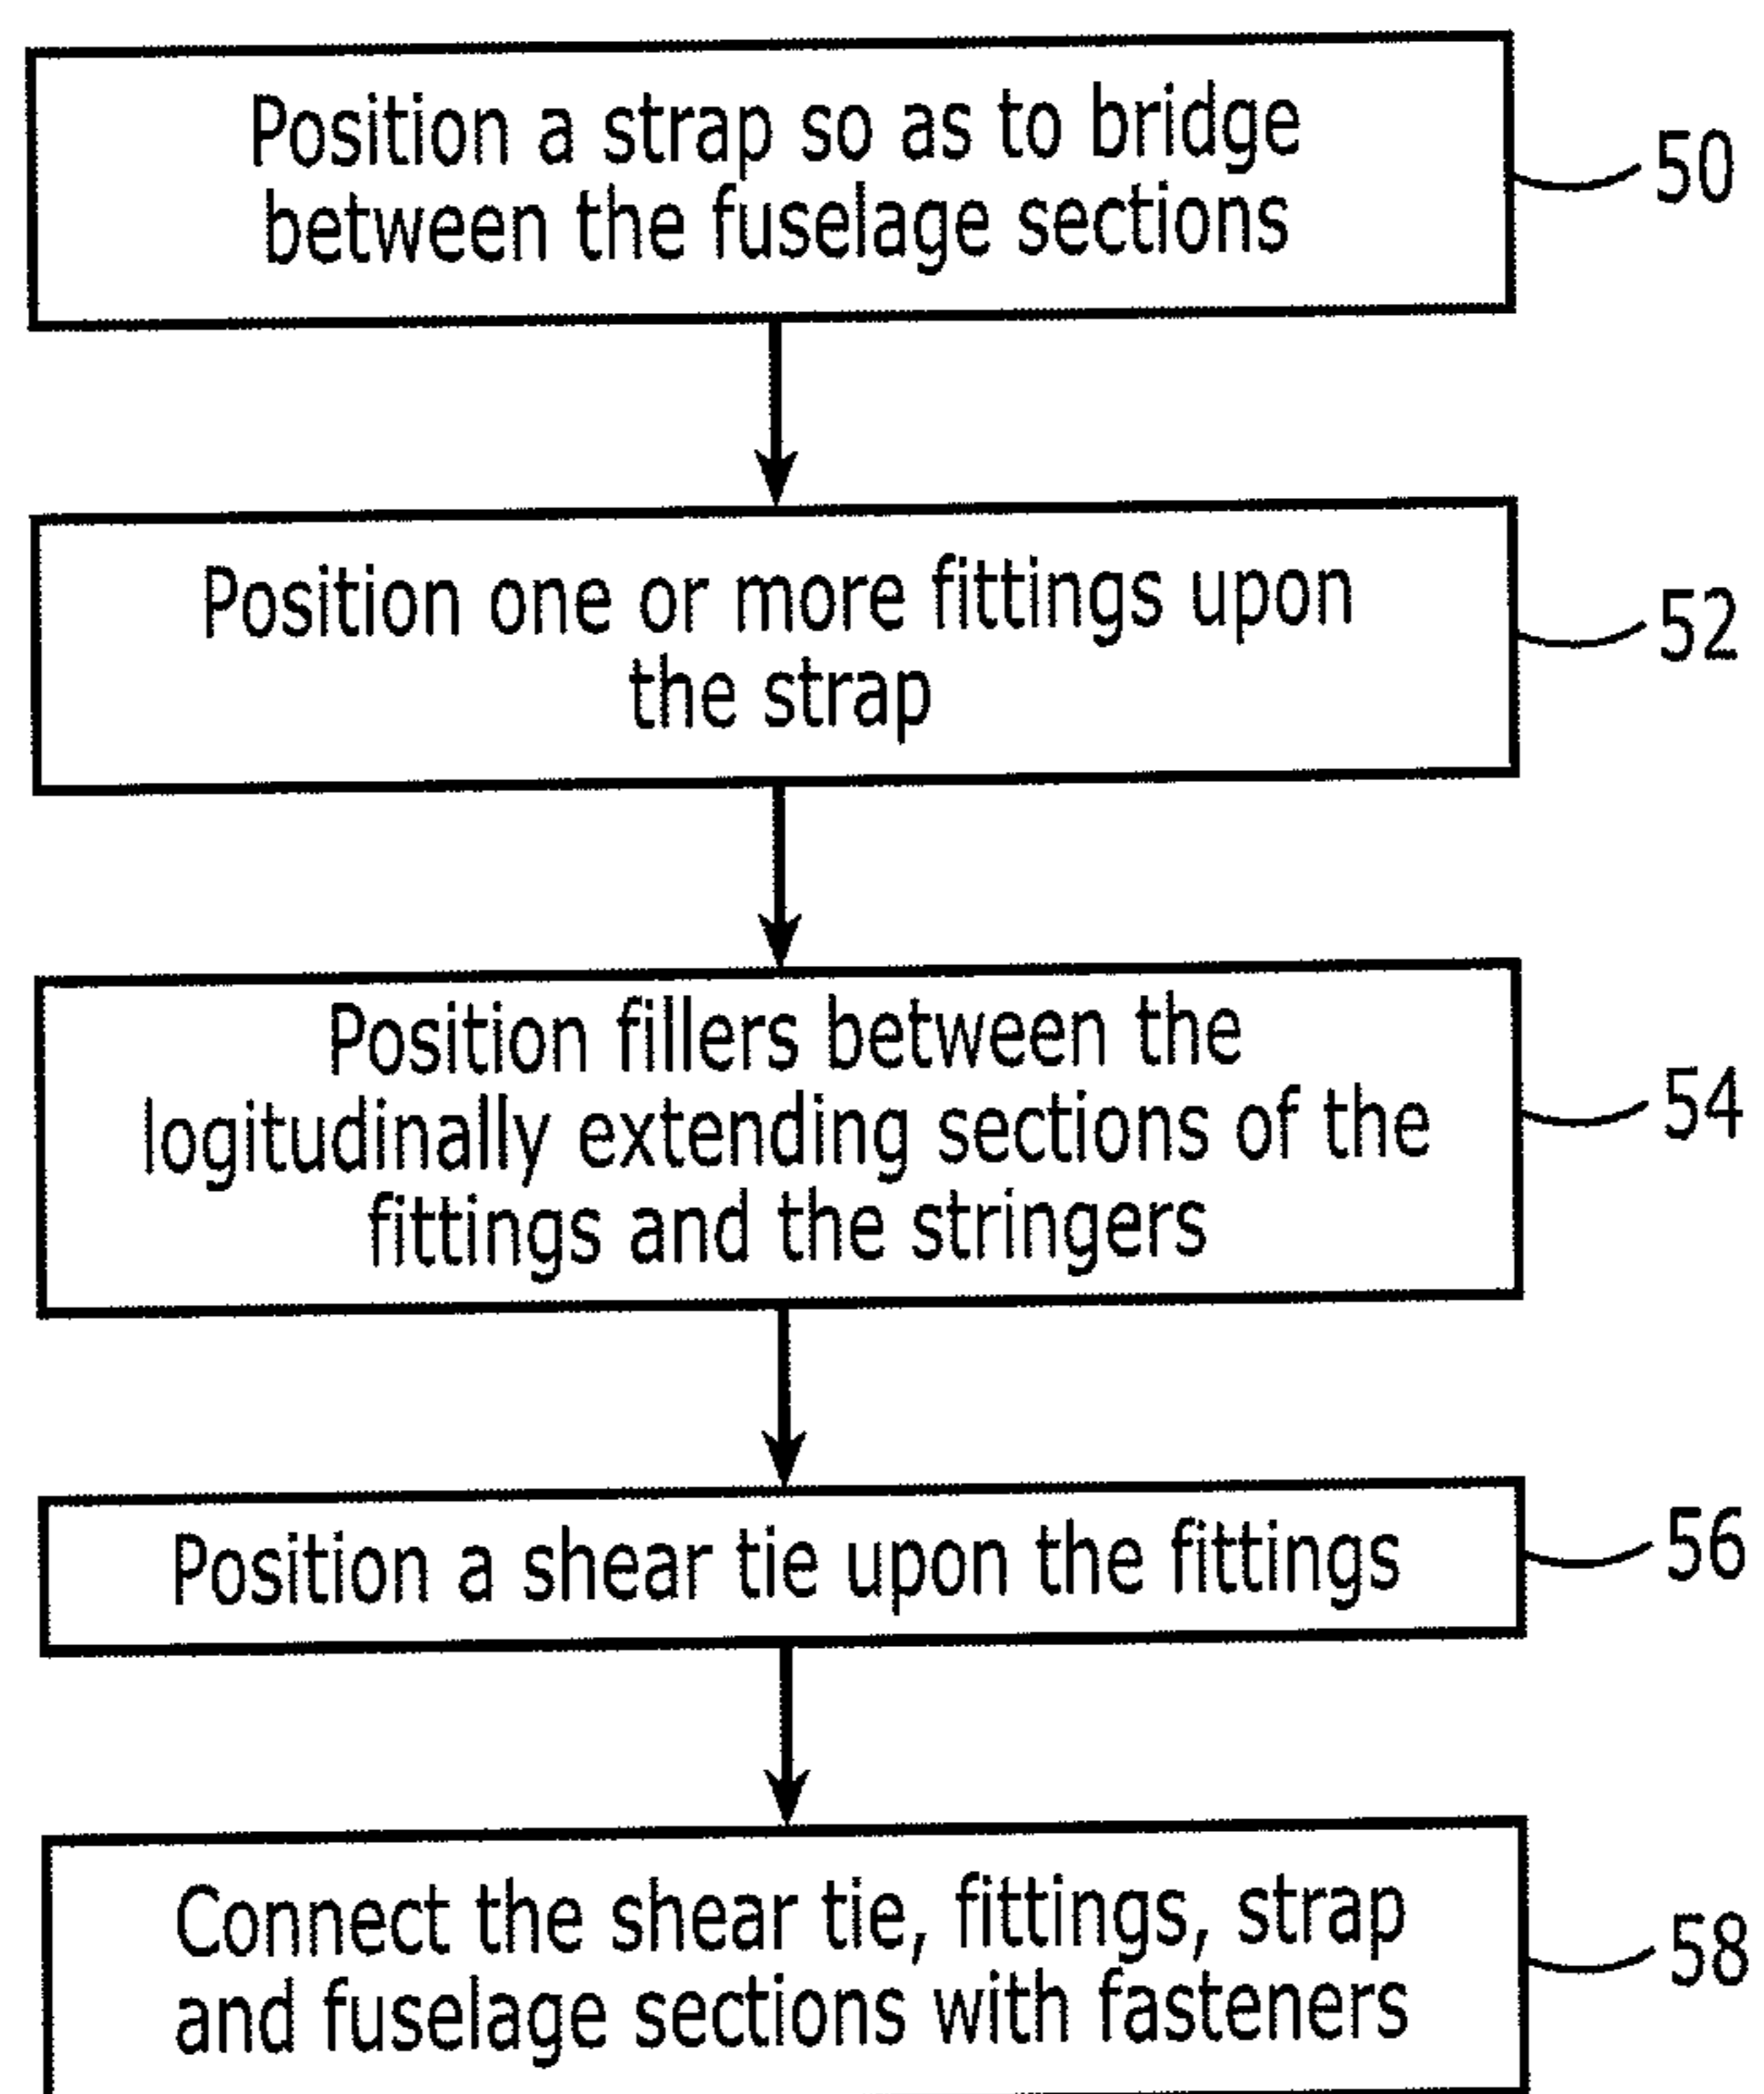 Position a strap so as to bridge
between the fuselage sections
50
Position one or more fittings upon
the strap
52
Position fillers between the
logitudinally extending sections of the
fittings and the stringers
54
Position a shear tie upon the fittings
56
Connect the shear tie, fittings, strap
and fuselage sections with fasteners
58